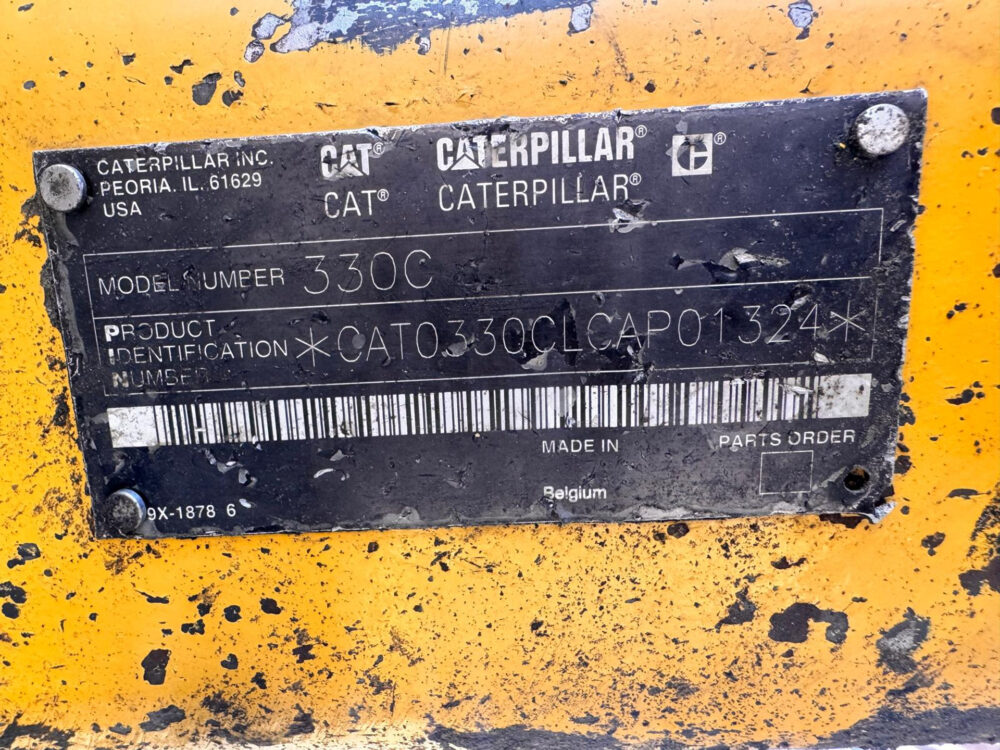 CATERPILLAR INC.
PEORIA, IL. 61629
USA
CAT® CATERPILLAR® C®
CAT® CATERPILLAR®
MODEL NUMBER 330C
PRODUCT
IDENTIFICATION *CAT0330CLCAP01324*
NUMBER
MADE IN PARTS ORDER
Belgium
9X-1878 6